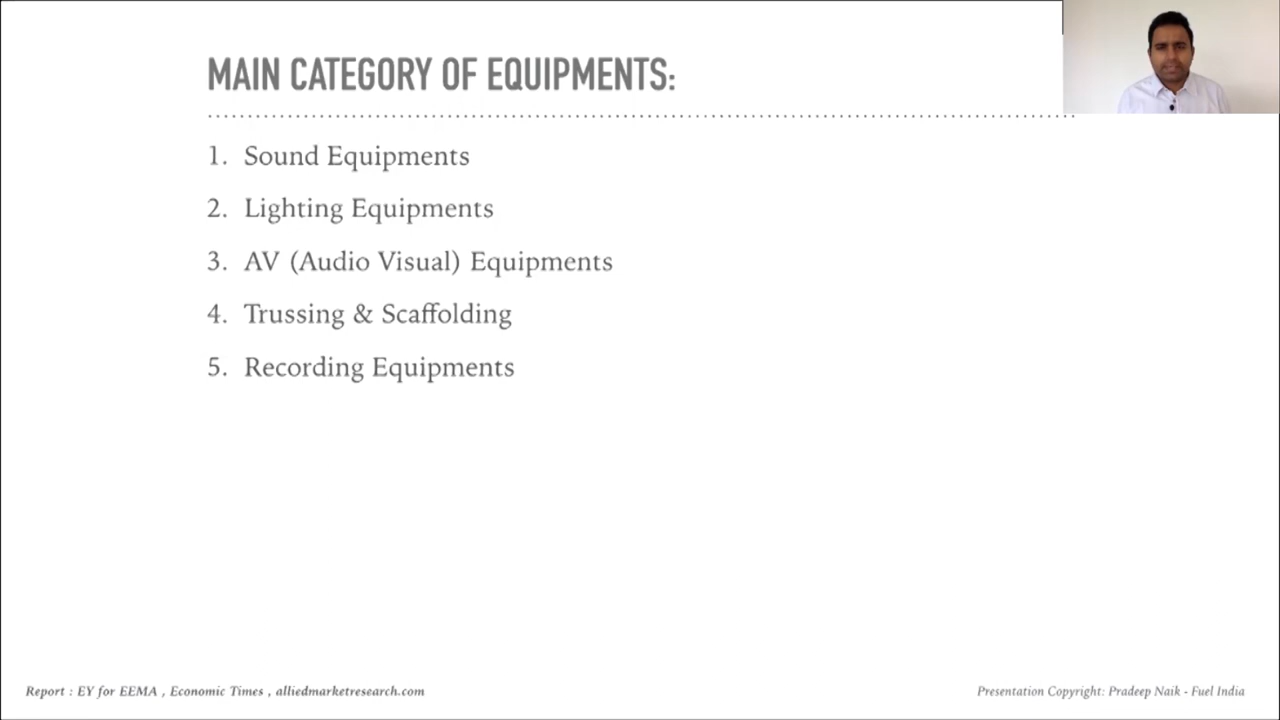 MAIN CATEGORY OF EQUIPMENTS:
1. Sound Equipments
2. Lighting Equipments
3. AV (Audio Visual) Equipments
4. Trussing & Scaffolding
5. Recording Equipments
Report : EY for EEMA , Economic Times , alliedmarketresearch.com
Presentation Copyright: Pradeep Naik - Fuel India